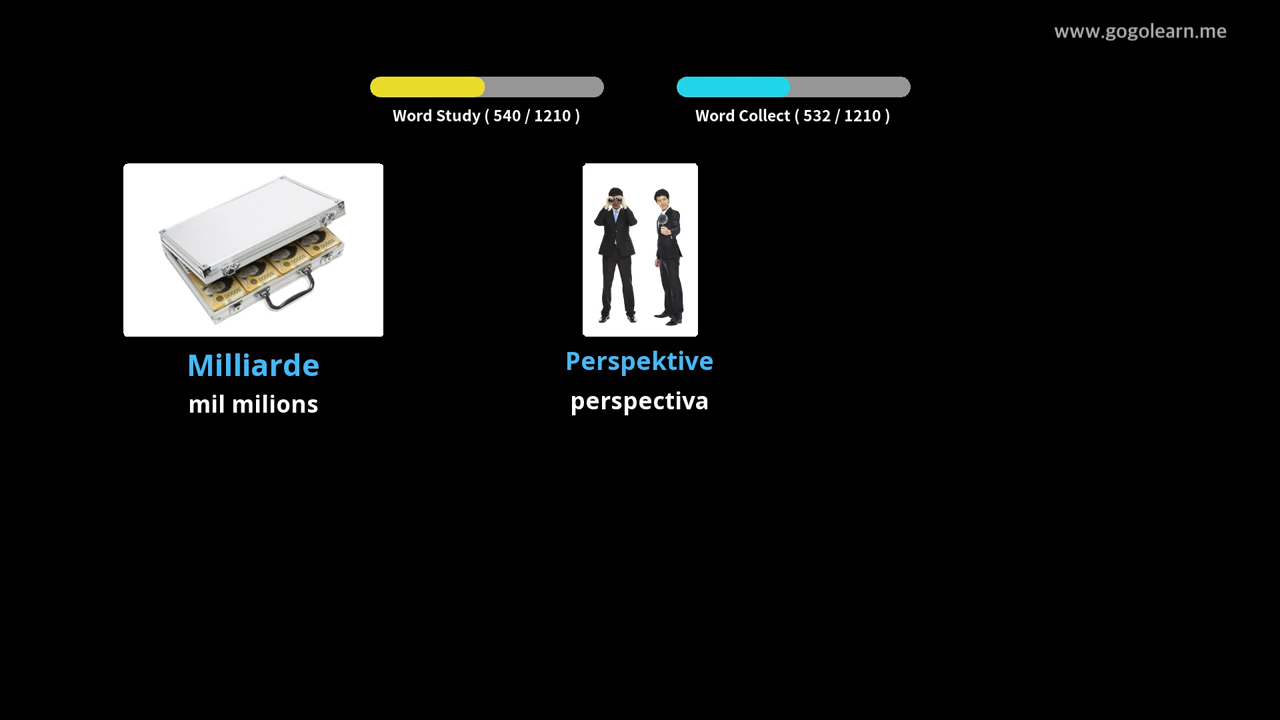 www.gogolearn.me
Word Study ( 540 / 1210 )
Word Collect ( 532 / 1210 )
Milliarde
mil milions
Perspektive
perspectiva